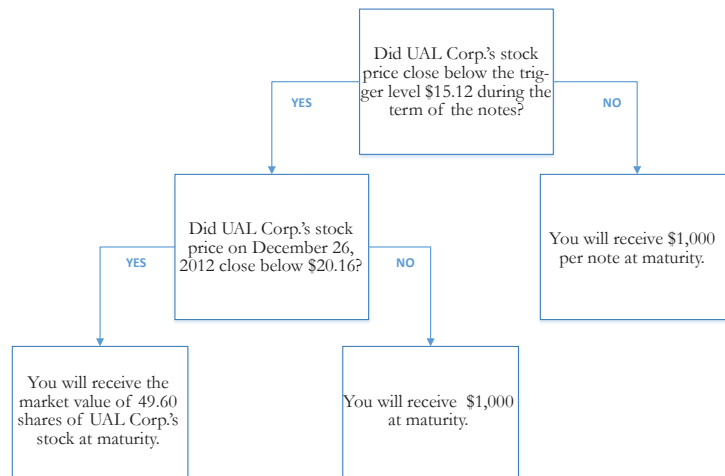 Did UAL Corp.'s stock
price close below the trig-
ger level $15.12 during the
term of the notes?
YES
NO
Did UAL Corp.'s stock
price on December 26,
2012 close below $20.16?
You will receive $1,000
per note at maturity.
YES
NO
You will receive the
market value of 49.60
shares of UAL Corp.'s
stock at maturity.
You will receive $1,000
at maturity.